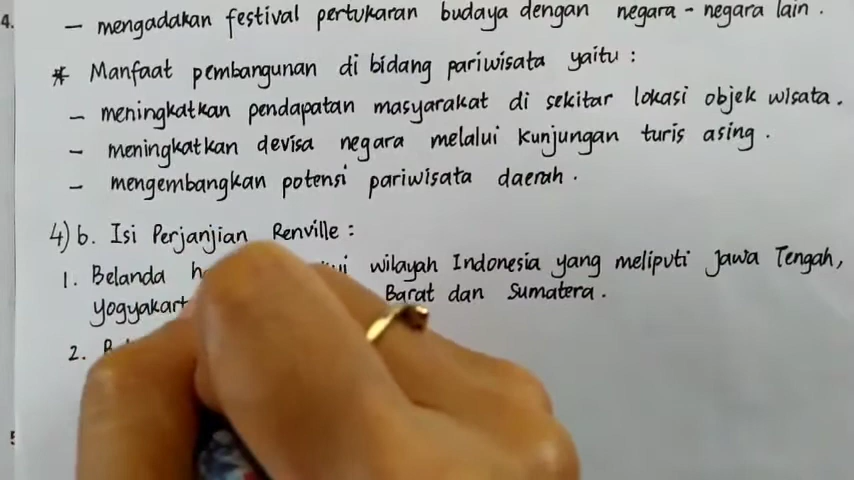 4.
- mengadakan festival pertukaran budaya dengan negara - negara lain .
* Manfaat pembangunan di bidang pariwisata yaitu :
- meningkatkan pendapatan masyarakat di sekitar lokasi objek wisata .
- meningkatkan devisa negara melalui kunjungan turis asing .
- mengembangkan potensi pariwisata daerah .
4) b. Isi Perjanjian Renville :
1. Belanda wilayah Indonesia yang meliputi Jawa Tengah,
Barat dan Sumatera .
2.